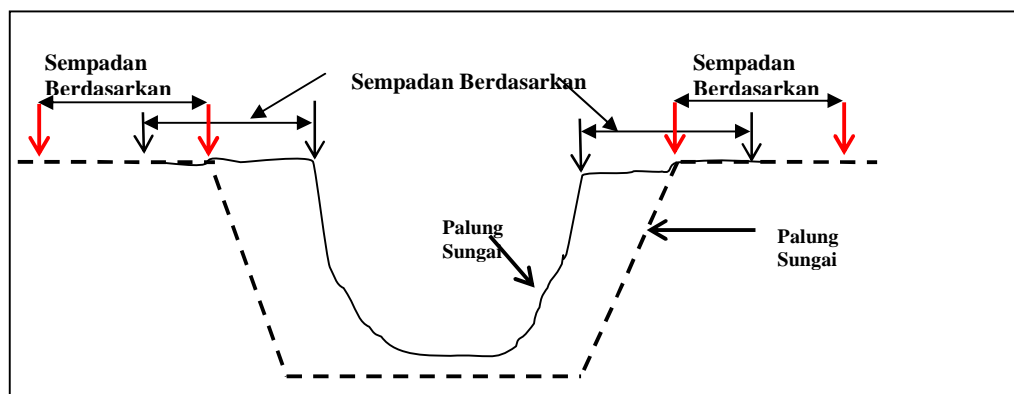 Sempadan
Berdasarkan
Sempadan Berdasarkan
Sempadan
Berdasarkan
Palung
Sungai
Palung
Sungai